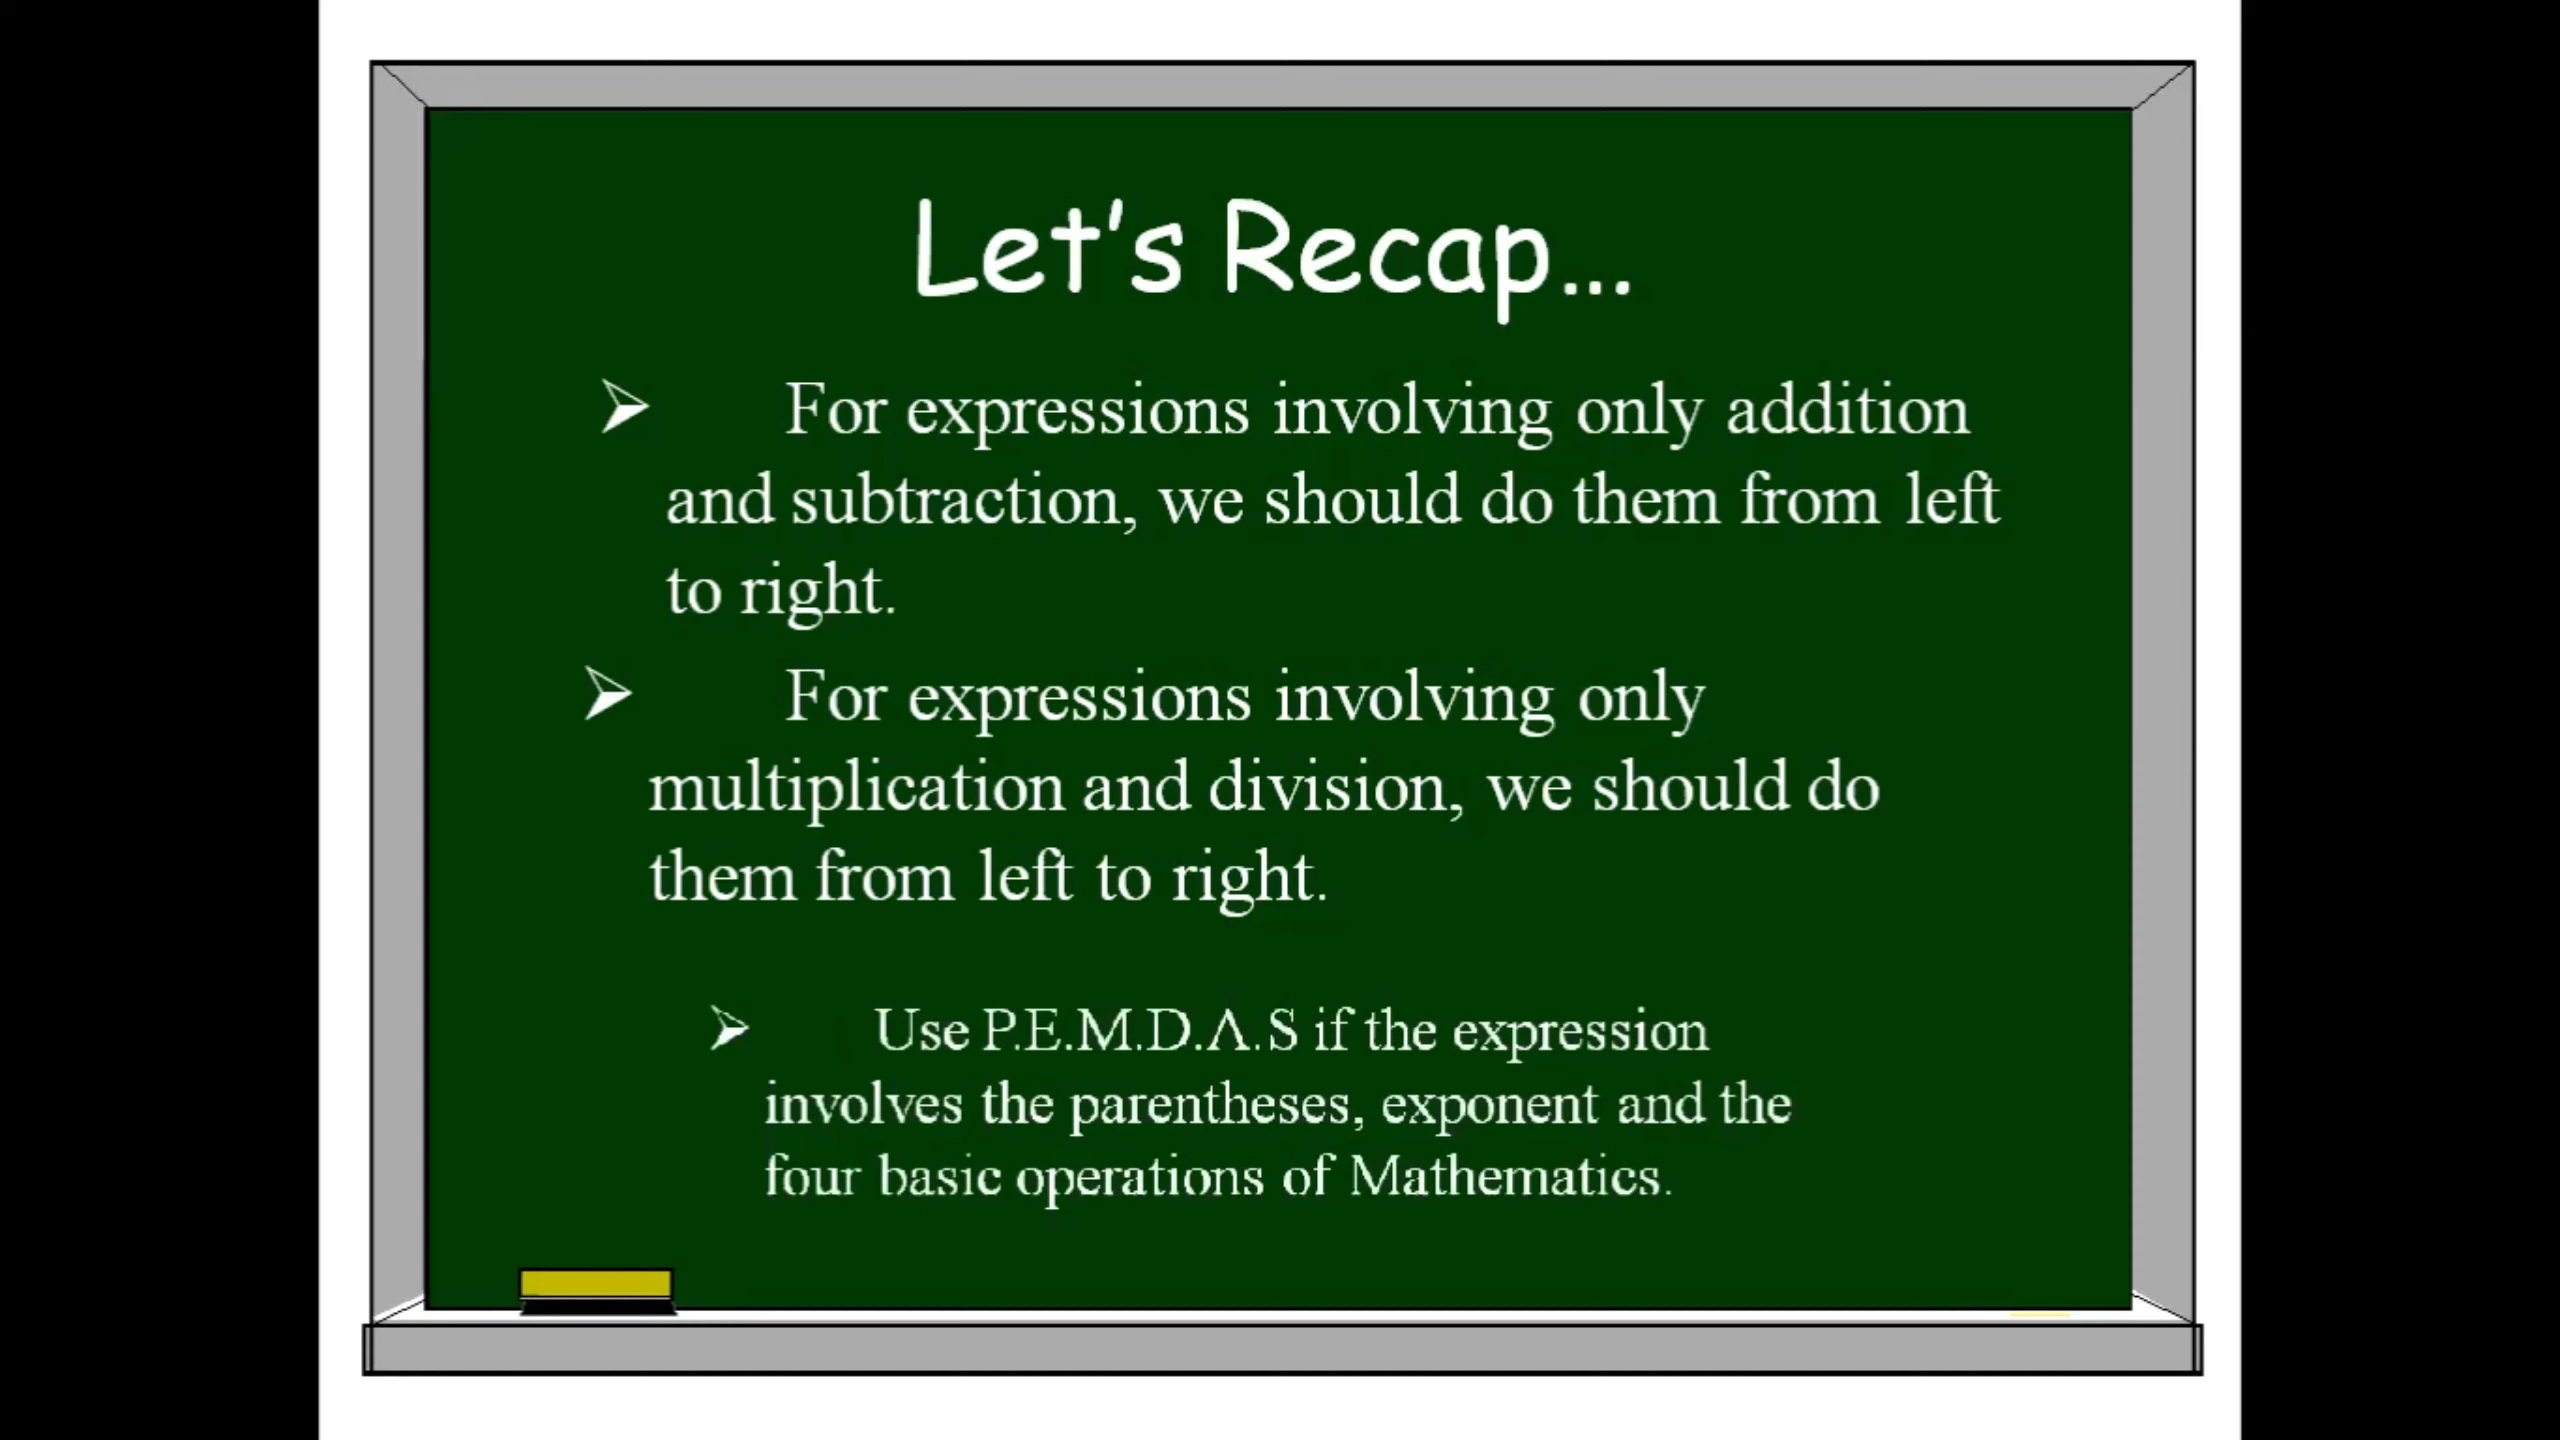 Let's Recap...
➢ For expressions involving only addition
and subtraction, we should do them from left
to right.
➢ For expressions involving only
multiplication and division, we should do
them from left to right.
➢ Use P.E.M.D.A.S if the expression
involves the parentheses, exponent and the
four basic operations of Mathematics.